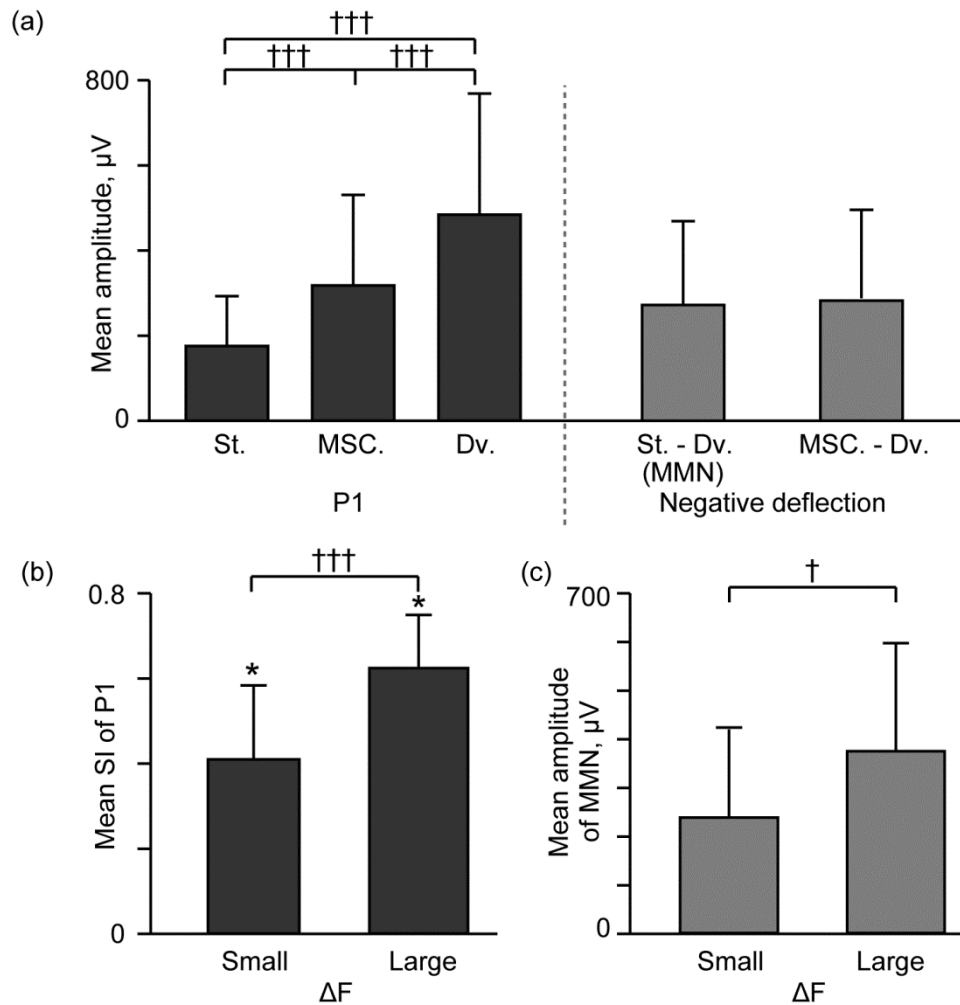 (a)
†††
††† †††
800
Mean amplitude, µV
0
St. MSC. Dv. St. - Dv. MSC. - Dv.
(MMN)
P1 Negative deflection
(b)
†††
0.8
*
*
Mean SI of P1
0
Small Large
ΔF
(c)
†
700
Mean amplitude
of MMN, µV
0
Small Large
ΔF